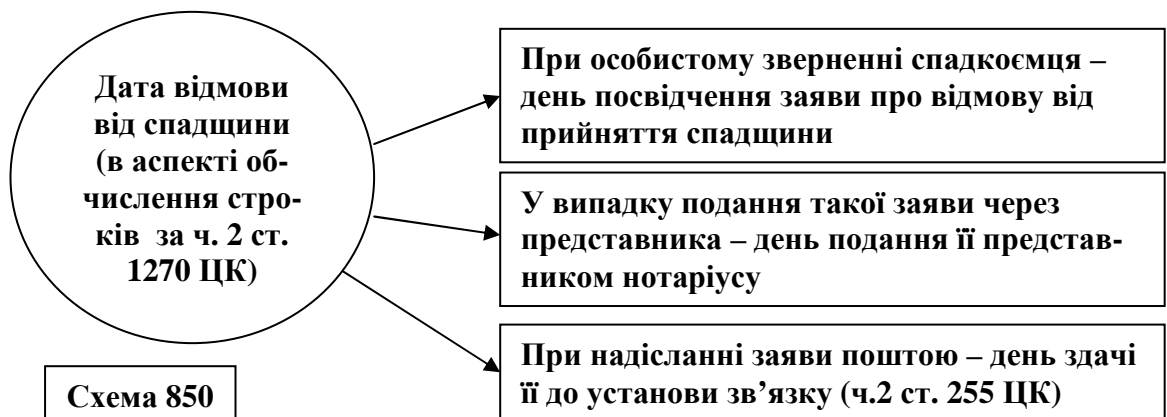 Дата відмови
від спадщини
(в аспекті об-
числення стро-
ків за ч. 2 ст.
1270 ЦК)
При особистому зверненні спадкоємця –
день посвідчення заяви про відмову від
прийняття спадщини
У випадку подання такої заяви через
представника – день подання її представ-
ником нотаріусу
При надісланні заяви поштою – день здачі
її до установи зв’язку (ч.2 ст. 255 ЦК)
Схема 850